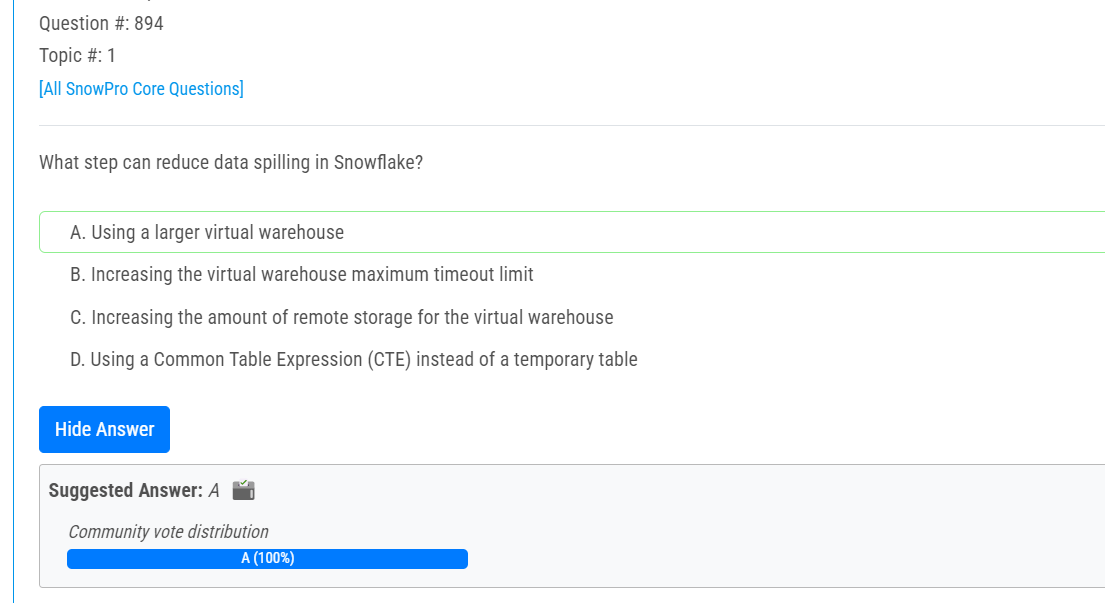 Question #: 894
Topic #: 1
[All SnowPro Core Questions]
What step can reduce data spilling in Snowflake?
A. Using a larger virtual warehouse
B. Increasing the virtual warehouse maximum timeout limit
C. Increasing the amount of remote storage for the virtual warehouse
D. Using a Common Table Expression (CTE) instead of a temporary table
Hide Answer
Suggested Answer: A
Community vote distribution
A (100%)